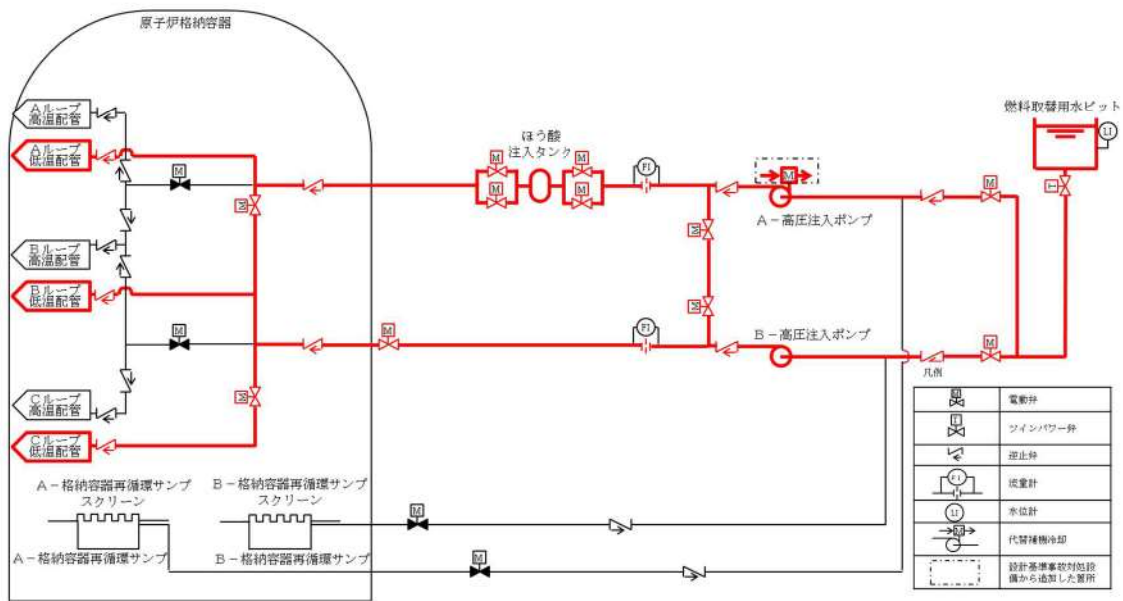 原子炉格納容器
Aループ
高温配管
Aループ
低温配管
Bループ
高温配管
Bループ
低温配管
Cループ
高温配管
Cループ
低温配管
M
M
M
M
M
ほう酸
注入タンク
M
M
M
M
FI
FI
M
M
M
A-高圧注入ポンプ
B-高圧注入ポンプ
M
M
燃料取替用水ピット
LI
T
A-格納容器再循環サンプ
スクリーン
A-格納容器再循環サンプ
B-格納容器再循環サンプ
スクリーン
B-格納容器再循環サンプ
M
M
凡例
M
電動弁
T
ツインパワー弁
逆止弁
FI
流量計
LI
水位計
M
代替補機冷却
設計基準事故対処設
備から追加した箇所